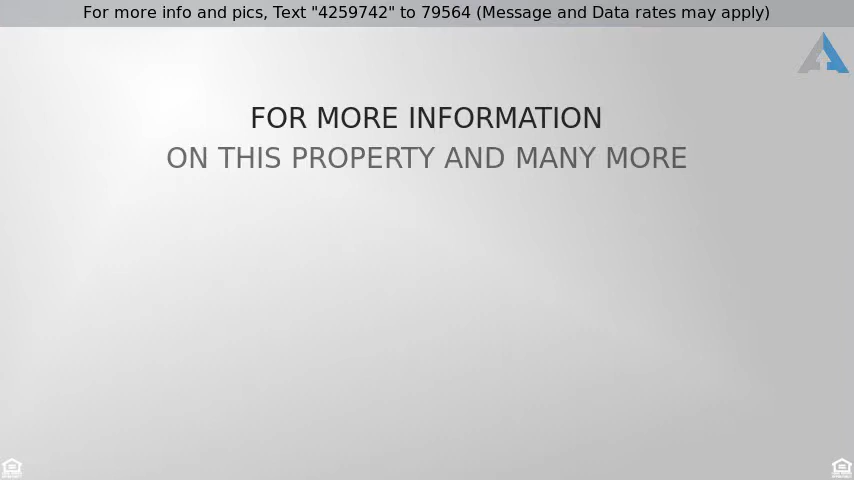 For more info and pics, Text "4259742" to 79564 (Message and Data rates may apply)
FOR MORE INFORMATION
ON THIS PROPERTY AND MANY MORE